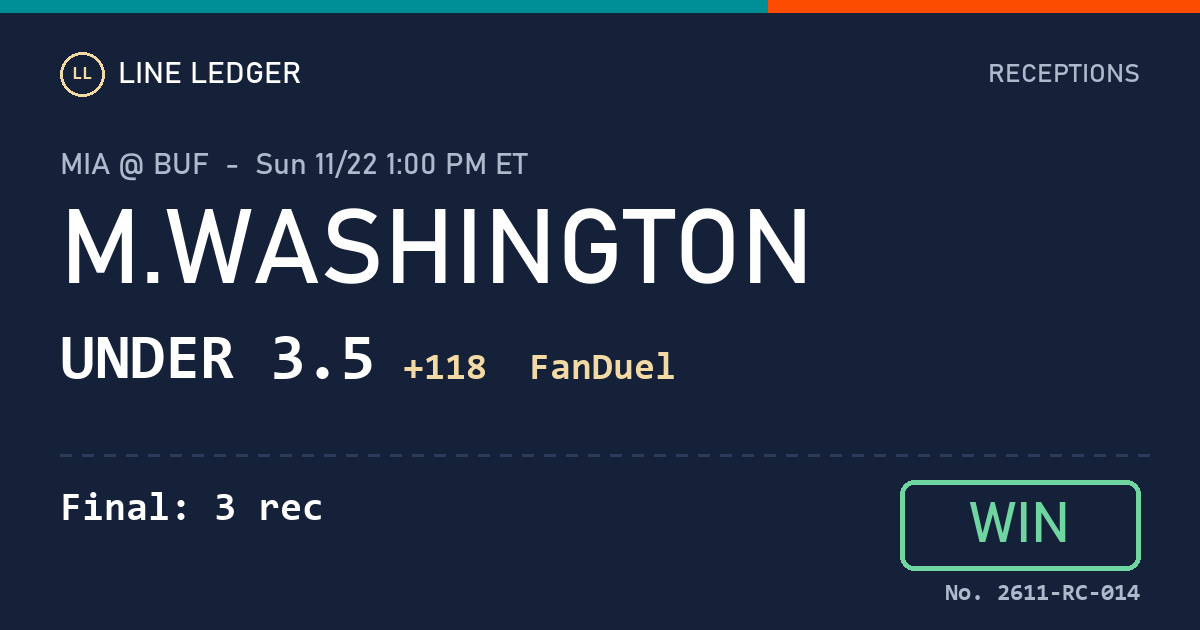 LL LINE LEDGER
RECEPTIONS
MIA @ BUF - Sun 11/22 1:00 PM ET
M.WASHINGTON
UNDER 3.5 +118 FanDuel
Final: 3 rec
WIN
No. 2611-RC-014